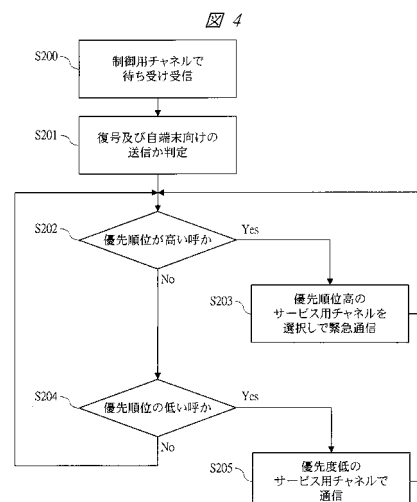 図 4
S200
制御用チャネルで
待ち受け受信
S201
復号及び自端末向けの
送信か判定
S202
優先順位が高い呼か
Yes
No
S203
優先順位高の
サービス用チャネルを
選択して緊急通信
S204
優先順位の低い呼か
Yes
No
S205
優先度低の
サービス用チャネルで
通信